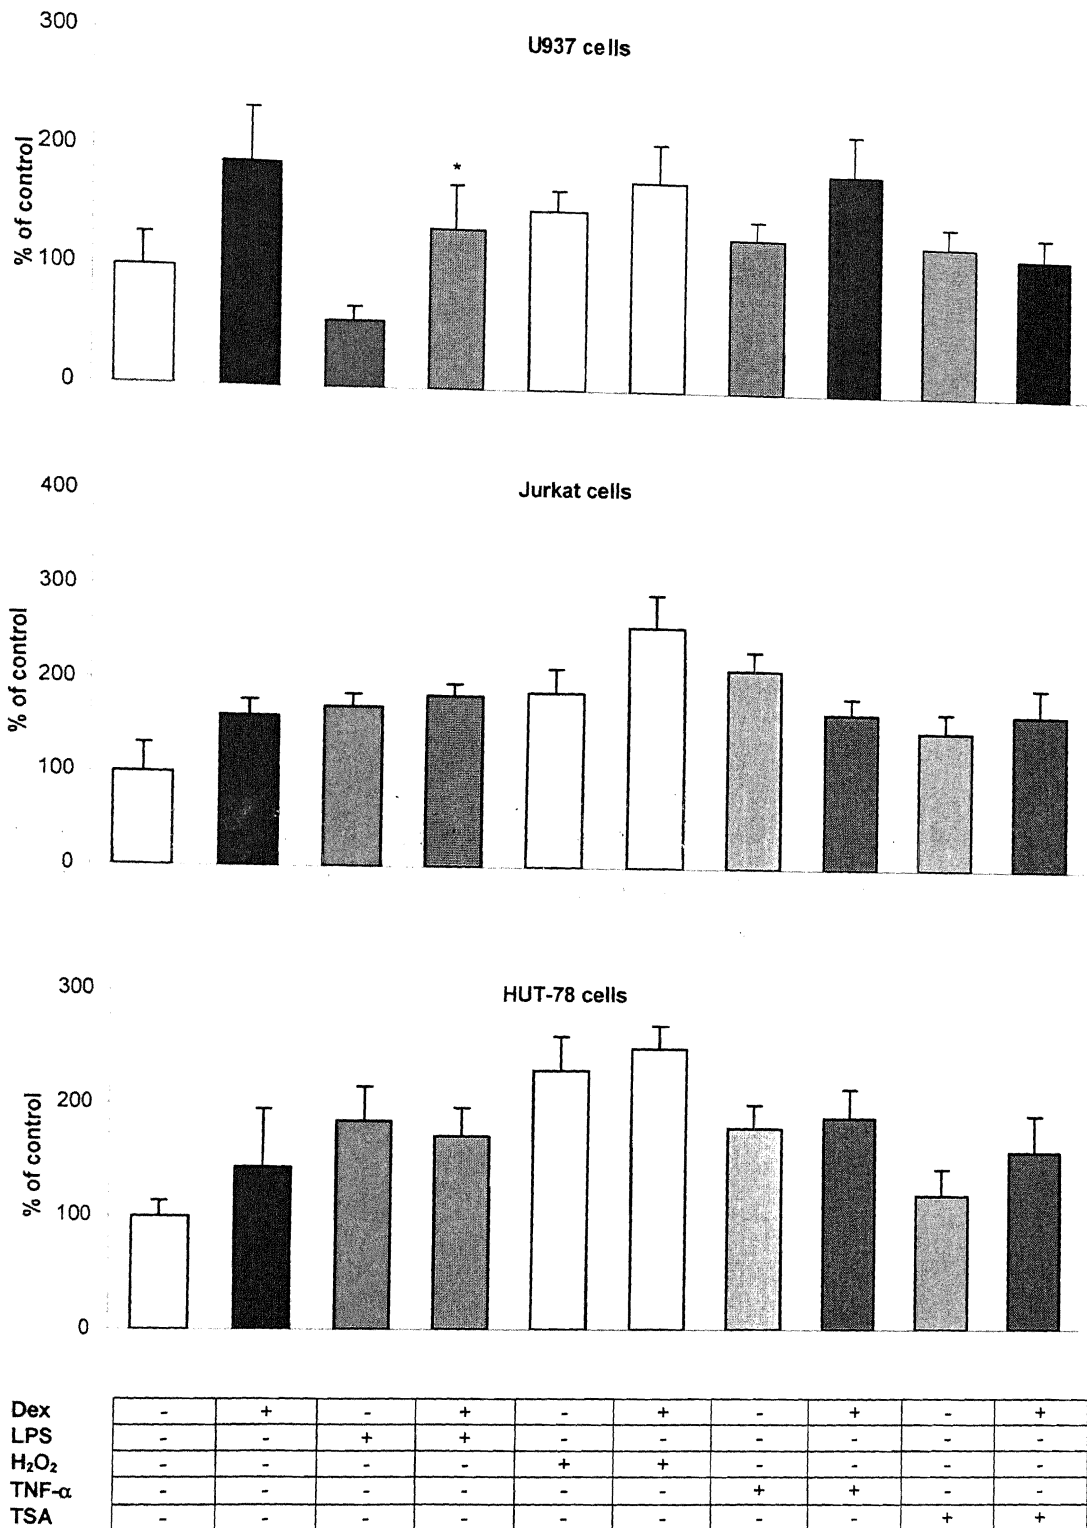 300
U937 cells
200
*
% of control
100
0
400
Jurkat cells
300
% of control
200
100
0
300
HUT-78 cells
200
% of control
100
0
Dex - + - + - + - + - +
LPS - - + + - - - - - -
H₂O₂ - - - - + + - - - -
TNF-α - - - - - - + + - -
TSA - - - - - - - - + +